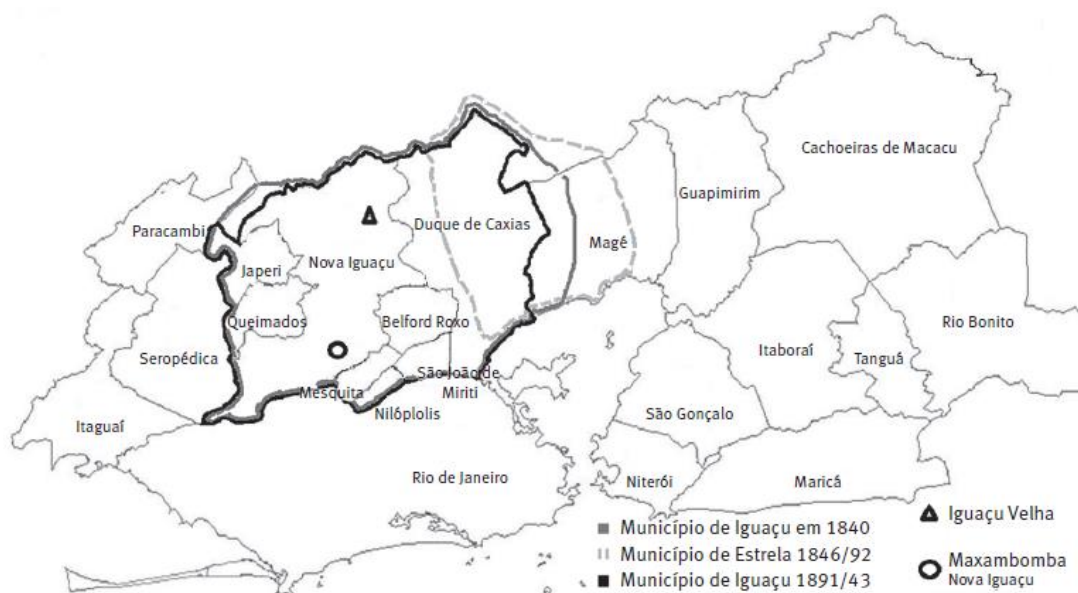 Cachoeiras de Macacu
Guapimirim
Paracambi
Duque de Caxias
Magé
Nova Iguaçu
Japeri
Queimados
Belford Roxo
Rio Bonito
Seropédica
Itaboraí
Tanguá
São João de
Miriti
Mesquita
Nilóplolis
São Gonçalo
Itaguaí
Rio de Janeiro
Niterói
Maricá
Município de Iguaçu em 1840
Município de Estrela 1846/92
Município de Iguaçu 1891/43
Iguaçu Velha
Maxambomba
Nova Iguaçu